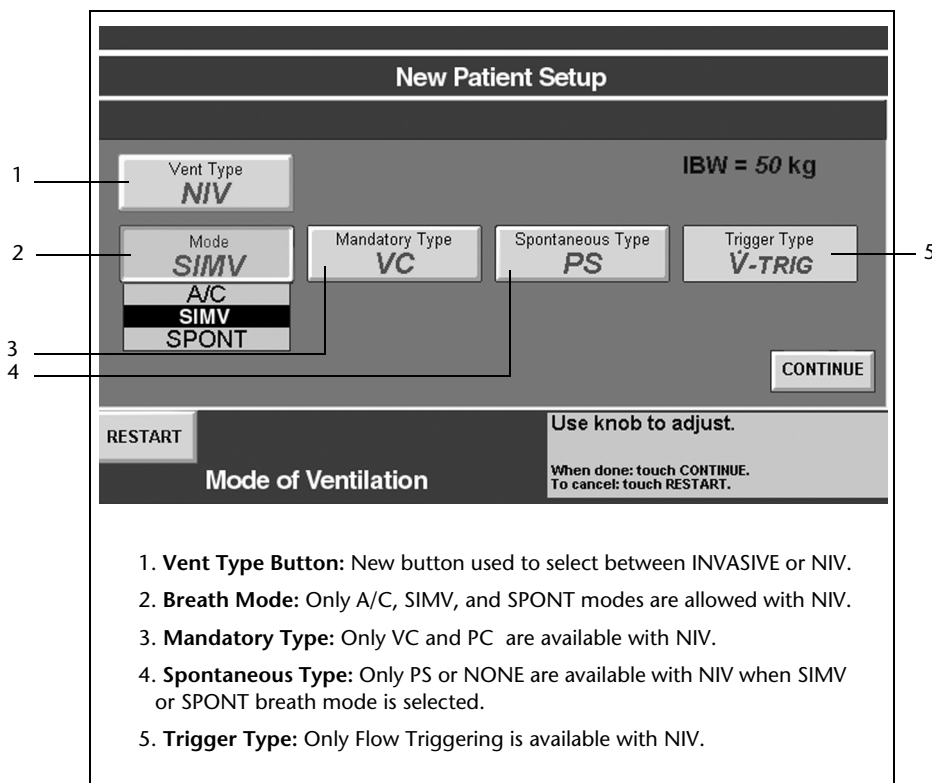 New Patient Setup
1
Vent Type
NIV
IBW = 50 kg
2
Mode
SIMV
Mandatory Type
VC
Spontaneous Type
PS
Trigger Type
V̇-TRIG
5
A/C
SIMV
SPONT
3
4
CONTINUE
RESTART
Mode of Ventilation
Use knob to adjust.
When done: touch CONTINUE.
To cancel: touch RESTART.
1. Vent Type Button: New button used to select between INVASIVE or NIV.
2. Breath Mode: Only A/C, SIMV, and SPONT modes are allowed with NIV.
3. Mandatory Type: Only VC and PC are available with NIV.
4. Spontaneous Type: Only PS or NONE are available with NIV when SIMV
or SPONT breath mode is selected.
5. Trigger Type: Only Flow Triggering is available with NIV.